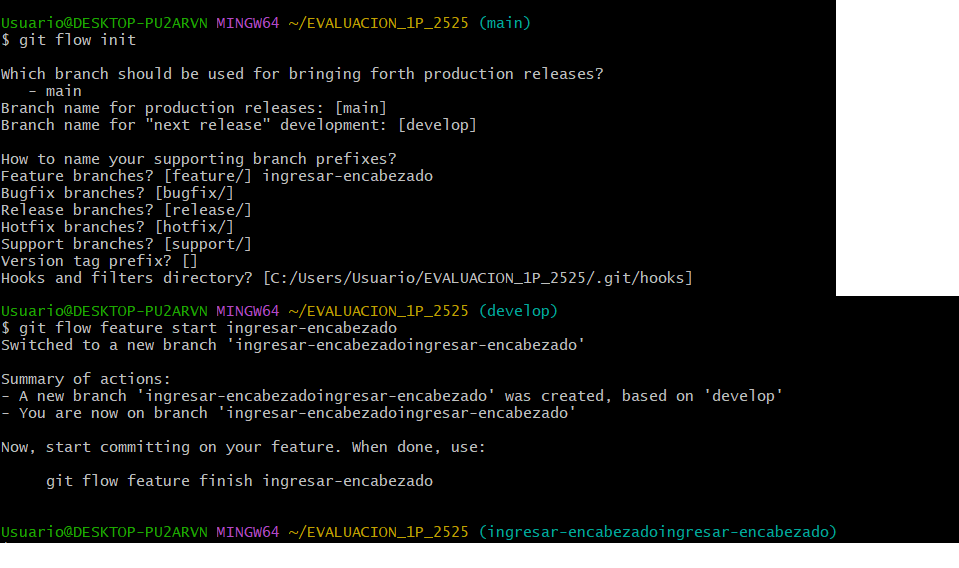 Usuario@DESKTOP-PU2ARVN MINGW64 ~/EVALUACION_1P_2525 (main)
$ git flow init
Which branch should be used for bringing forth production releases?
- main
Branch name for production releases: [main]
Branch name for "next release" development: [develop]
How to name your supporting branch prefixes?
Feature branches? [feature/] ingresar-encabezado
Bugfix branches? [bugfix/]
Release branches? [release/]
Hotfix branches? [hotfix/]
Support branches? [support/]
Version tag prefix? []
Hooks and filters directory? [C:/Users/Usuario/EVALUACION_1P_2525/.git/hooks]
Usuario@DESKTOP-PU2ARVN MINGW64 ~/EVALUACION_1P_2525 (develop)
$ git flow feature start ingresar-encabezado
Switched to a new branch 'ingresar-encabezadoingresar-encabezado'
Summary of actions:
- A new branch 'ingresar-encabezadoingresar-encabezado' was created, based on 'develop'
- You are now on branch 'ingresar-encabezadoingresar-encabezado'
Now, start committing on your feature. When done, use:
git flow feature finish ingresar-encabezado
Usuario@DESKTOP-PU2ARVN MINGW64 ~/EVALUACION_1P_2525 (ingresar-encabezadoingresar-encabezado)